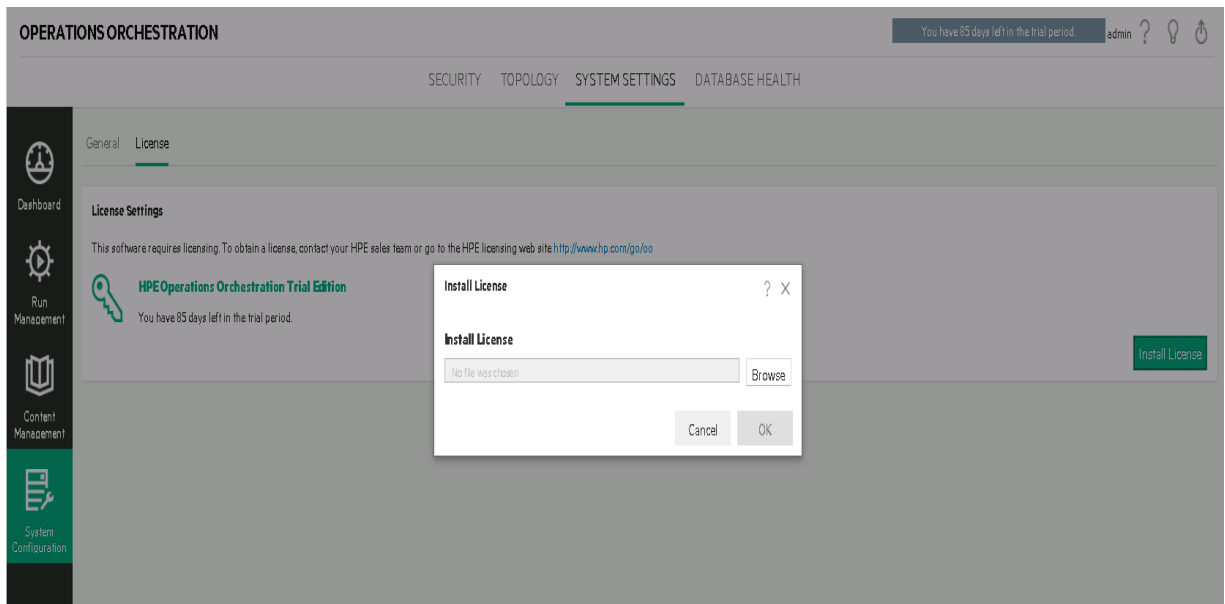 OPERATIONS ORCHESTRATION
You have 85 days left in the trial period.
admin
SECURITY TOPOLOGY SYSTEM SETTINGS DATABASE HEALTH
General License
Dashboard
Run
Management
Content
Management
System
Configuration
License Settings
This software requires licensing. To obtain a license, contact your HPE sales team or go to the HPE licensing web site http://www.hp.com/go/oo
HPE Operations Orchestration Trial Edition
You have 85 days left in the trial period.
Install License
Install License ? X
Install License
No file was chosen
Browse
Cancel OK